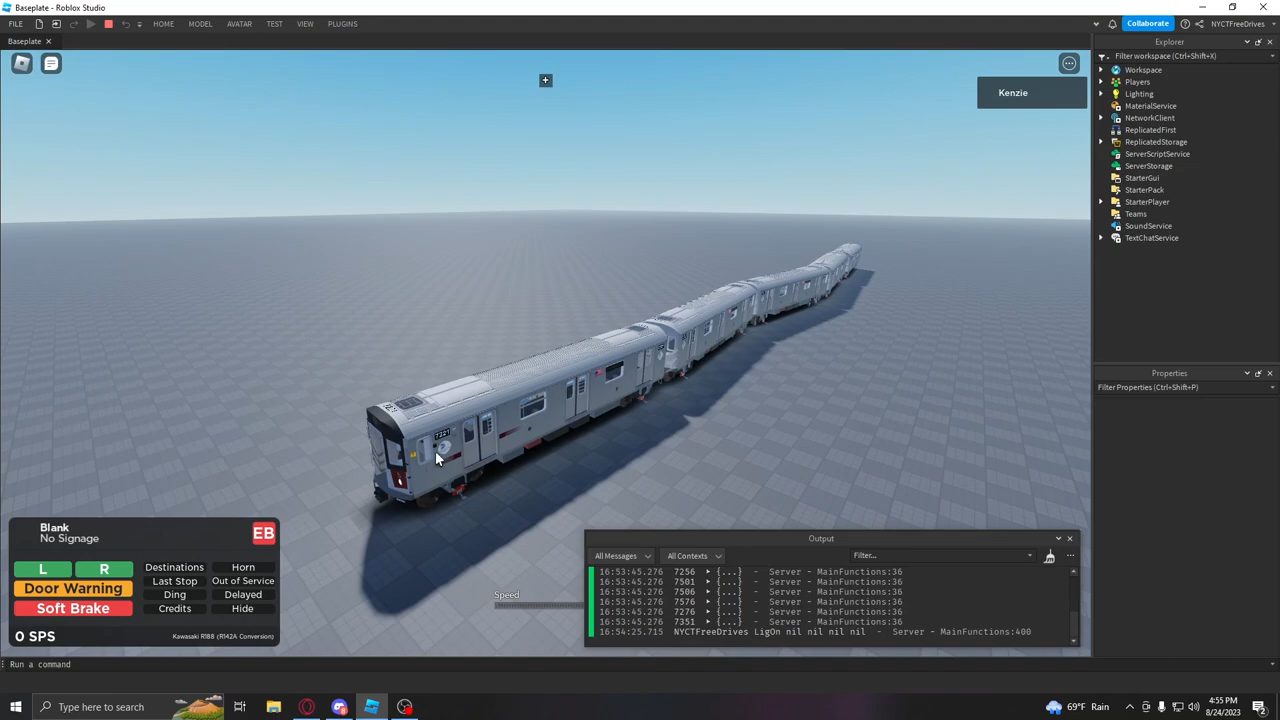 Baseplate - Roblox Studio
FILE MODEL AVATAR TEST VIEW PLUGINS
HOME
Collaborate
NYCTFreeDrives
Baseplate
Explorer
Filter workspace (Ctrl+Shift+X)
Workspace
Players
Lighting
MaterialService
NetworkClient
ReplicatedFirst
ReplicatedStorage
ServerScriptService
ServerStorage
StarterGui
StarterPack
StarterPlayer
Teams
SoundService
TextChatService
Kenzie
Properties
Filter Properties (Ctrl+Shift+P)
7321
Blank
No Signage
EB
L R
Door Warning
Soft Brake
Destinations Horn
Last Stop Out of Service
Ding Delayed
Credits Hide
0 SPS
Kawasaki R188 (R142A Conversion)
Speed
Output
All Messages All Contexts Filter...
16:53:45.276 7256 ▶ {...} - Server - MainFunctions:36
16:53:45.276 7501 ▶ {...} - Server - MainFunctions:36
16:53:45.276 7506 ▶ {...} - Server - MainFunctions:36
16:53:45.276 7576 ▶ {...} - Server - MainFunctions:36
16:53:45.276 7276 ▶ {...} - Server - MainFunctions:36
16:53:45.276 7351 ▶ {...} - Server - MainFunctions:36
16:54:25.715 NYCTFreeDrives LigOn nil nil nil nil - Server - MainFunctions:400
Run a command
Type here to search
69°F Rain
4:55 PM
8/24/2023
2